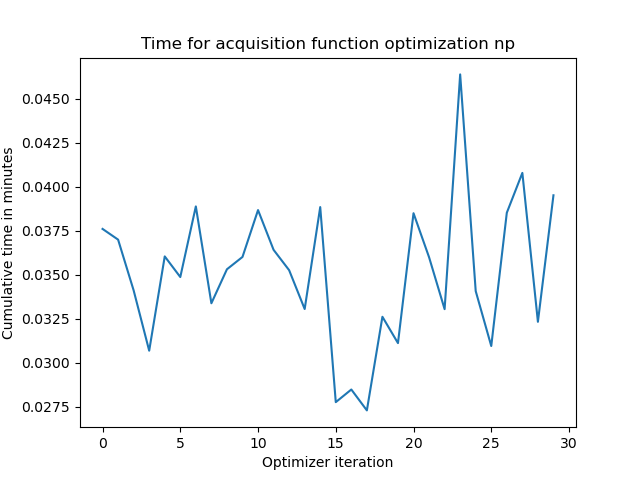 Time for acquisition function optimization np
Cumulative time in minutes
0.0450
0.0425
0.0400
0.0375
0.0350
0.0325
0.0300
0.0275
0 5 10 15 20 25 30
Optimizer iteration